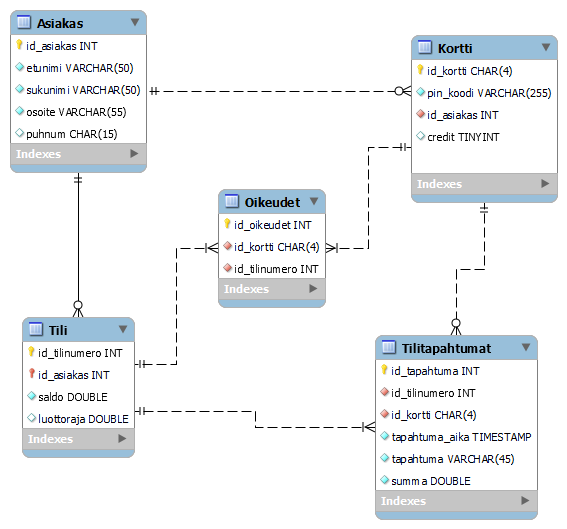 Asiakas
id_asiakas INT
etunimi VARCHAR(50)
sukunimi VARCHAR(50)
osoite VARCHAR(55)
puhnum CHAR(15)
Indexes
Kortti
id_kortti CHAR(4)
pin_koodi VARCHAR(255)
id_asiakas INT
credit TINYINT
Indexes
Oikeudet
id_oikeudet INT
id_kortti CHAR(4)
id_tilinumero INT
Indexes
Tili
id_tilinumero INT
id_asiakas INT
saldo DOUBLE
luottoraja DOUBLE
Indexes
Tilitapahtumat
id_tapahtuma INT
id_tilinumero INT
id_kortti CHAR(4)
tapahtuma_aika TIMESTAMP
tapahtuma VARCHAR(45)
summa DOUBLE
Indexes